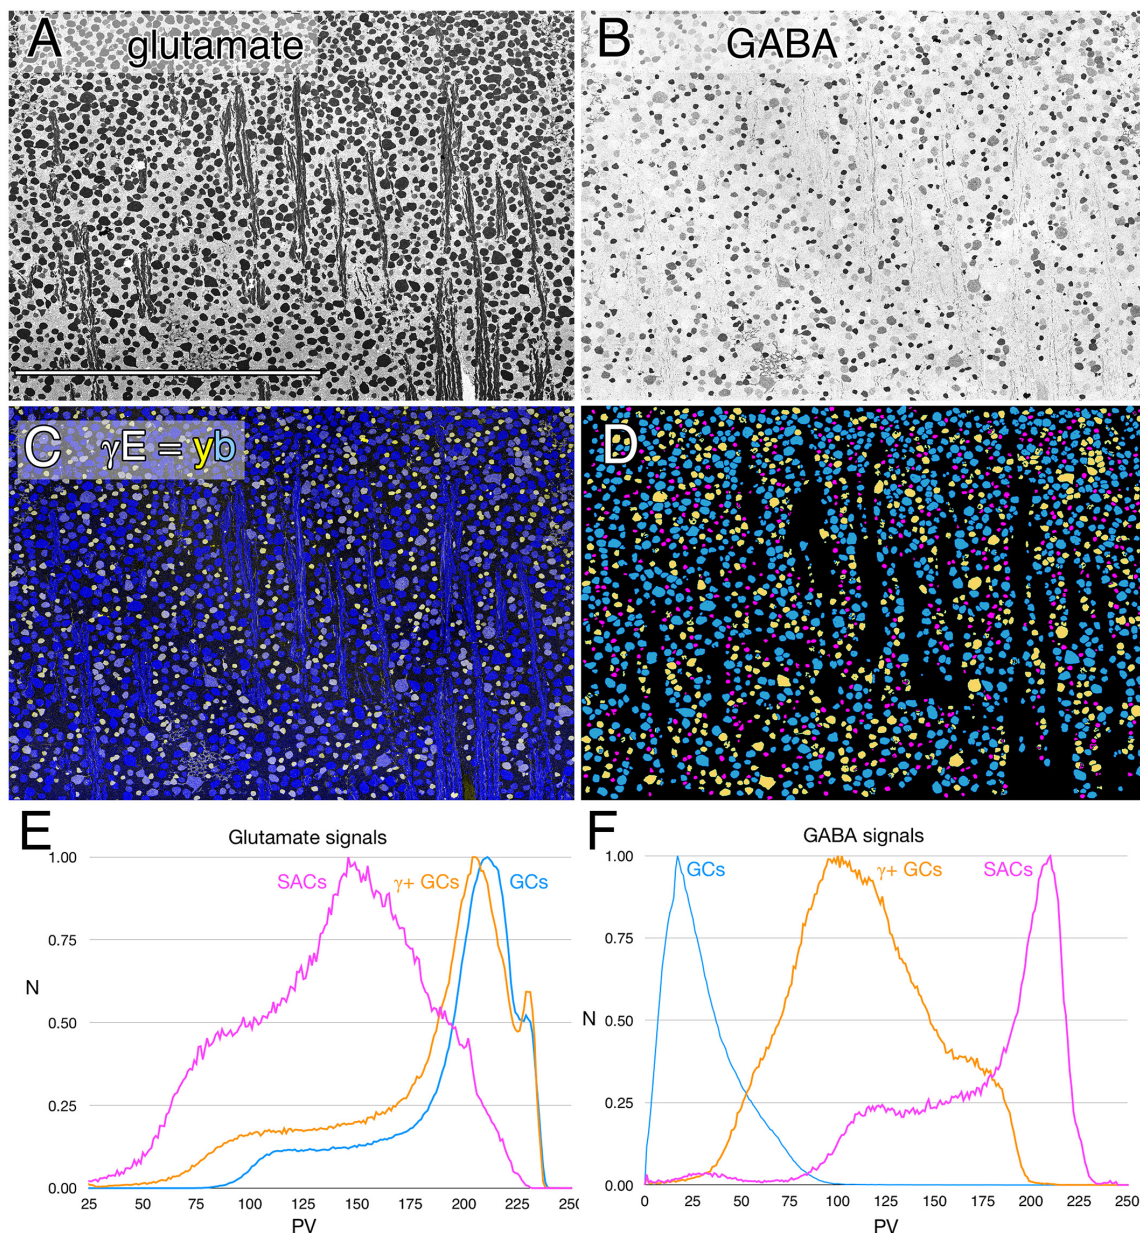 A glutamate
B GABA
C γE = yb
D
E
Glutamate signals
1.00
SACs
γ+ GCs
GCs
0.75
N
0.50
0.25
0.00
25 50 75 100 125 150 175 200 225 250
PV
F
GABA signals
1.00
GCs
γ+ GCs
SACs
0.75
N
0.50
0.25
0.00
0 25 50 75 100 125 150 175 200 225 250
PV